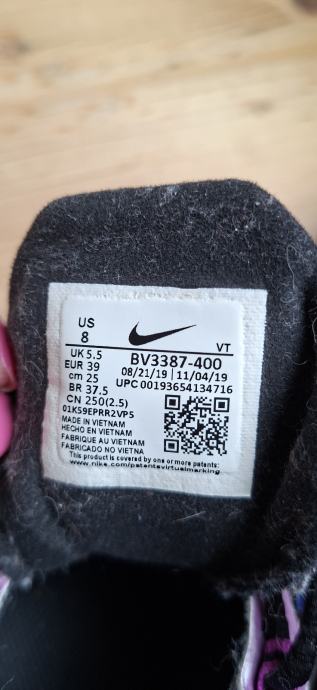 US
8
VT
UK 5.5
BV3387-400
EUR 39
08/21/19 | 11/04/19
cm 25
UPC 00193654134716
BR 37.5
CN 250(2.5)
01K59EPRR2VP5
MADE IN VIETNAM
HECHO EN VIETNAM
FABRIQUE AU VIETNAM
FABRICADO NO VIETNA
This product is covered by one or more patents:
www.nike.com/patentsvirtualmarking